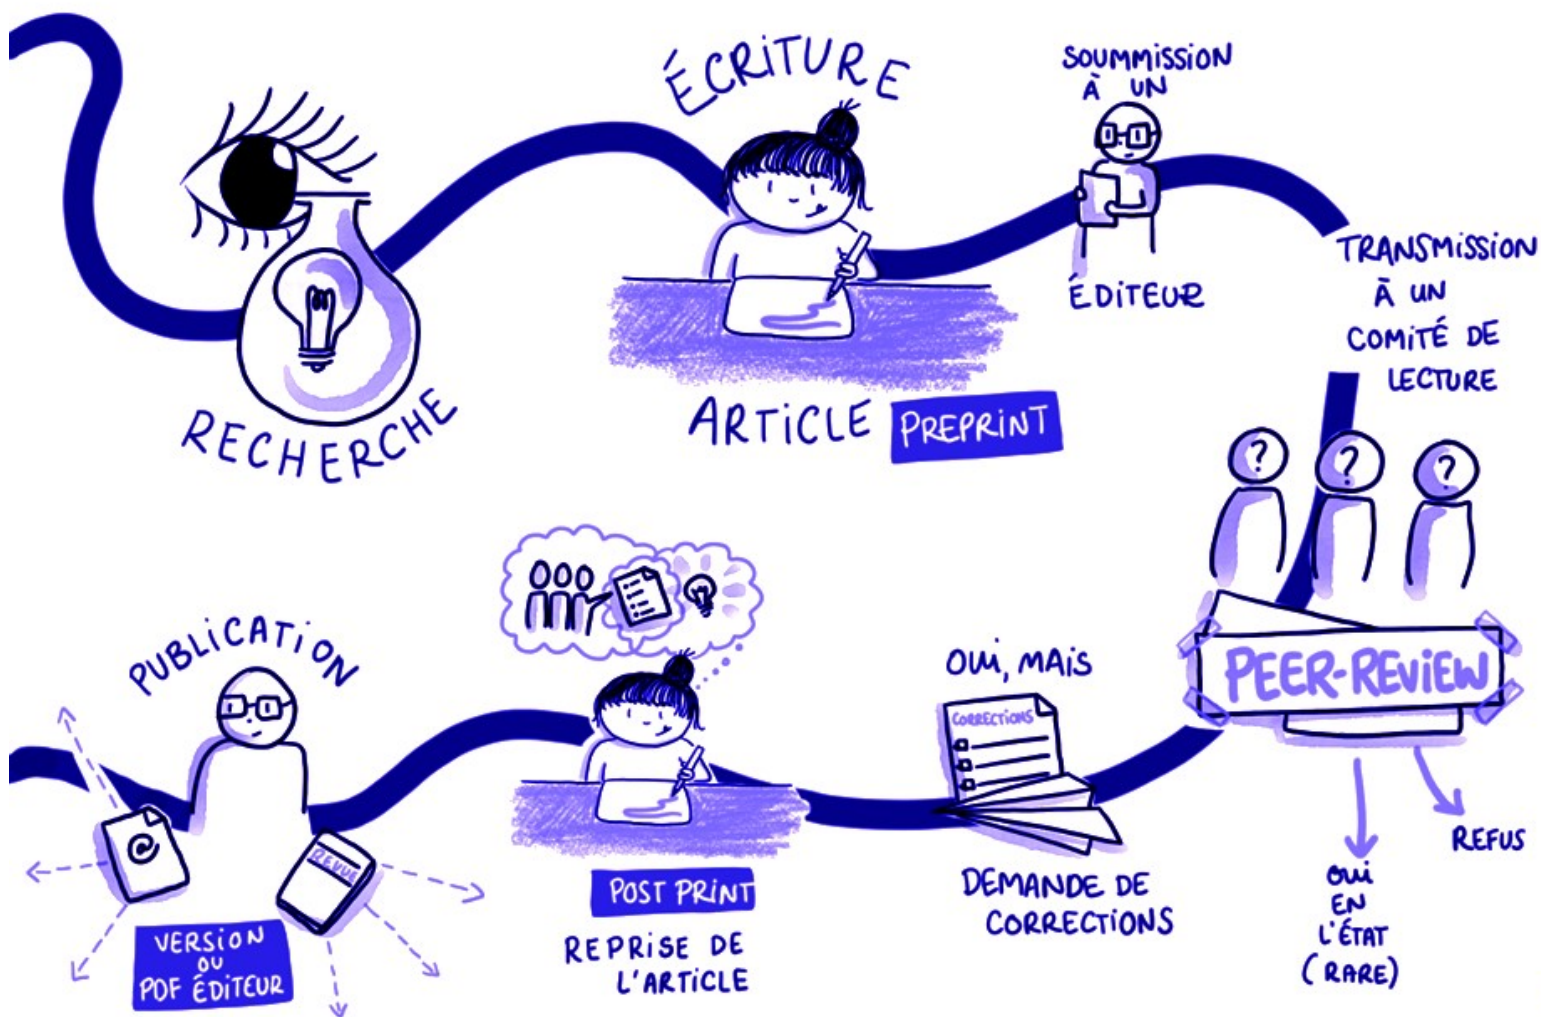 ÉCRITURE
SOUMMISSION
À UN
ÉDITEUR
TRANSMISSION
À UN
COMITÉ DE
LECTURE
RECHERCHE
ARTICLE PREPRINT
?
?
?
PEER-REVIEW
REFUS
OUI
EN
L'ÉTAT
(RARE)
OUI, MAIS
CORRECTIONS
DEMANDE DE
CORRECTIONS
POST PRINT
REPRISE DE
L'ARTICLE
PUBLICATION
@
REVUE
VERSION
OU
PDF ÉDITEUR